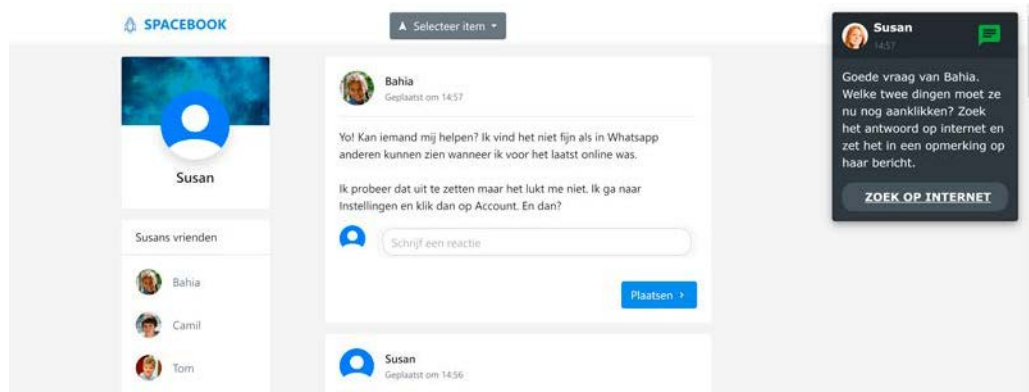 SPACEBOOK
Selecteer item
Susan
Susans vrienden
Bahia
Camil
Tom
Bahia
Geplaatst om 14:57
Yo! Kan iemand mij helpen? Ik vind het niet fijn als in Whatsapp
anderen kunnen zien wanneer ik voor het laatst online was.
Ik probeer dat uit te zetten maar het lukt me niet. Ik ga naar
Instellingen en klik dan op Account. En dan?
Schrijf een reactie
Plaatsen
Susan
Geplaatst om 14:56
Susan
14:57
Goede vraag van Bahia.
Welke twee dingen moet ze
nu nog aanklikken? Zoek
het antwoord op internet en
zet het in een opmerking op
haar bericht.
ZOEK OP INTERNET